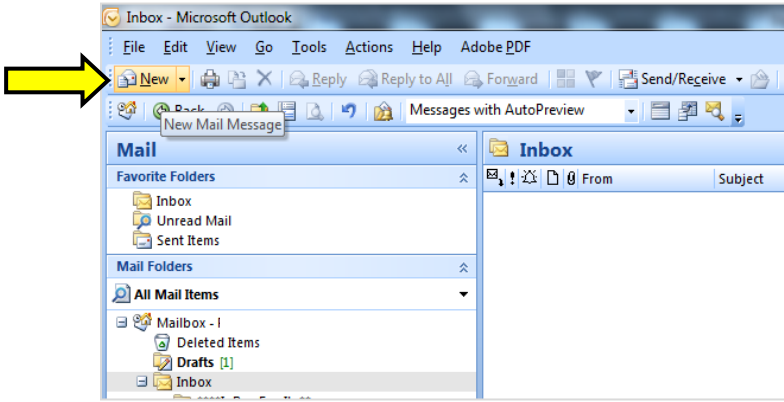 Inbox - Microsoft Outlook
File Edit View Go Tools Actions Help Adobe PDF
New Reply Reply to All Forward Send/Receive
Back Messages with AutoPreview
New Mail Message
Mail Inbox
Favorite Folders From Subject
Inbox
Unread Mail
Sent Items
Mail Folders
All Mail Items
Mailbox -
Deleted Items
Drafts [1]
Inbox